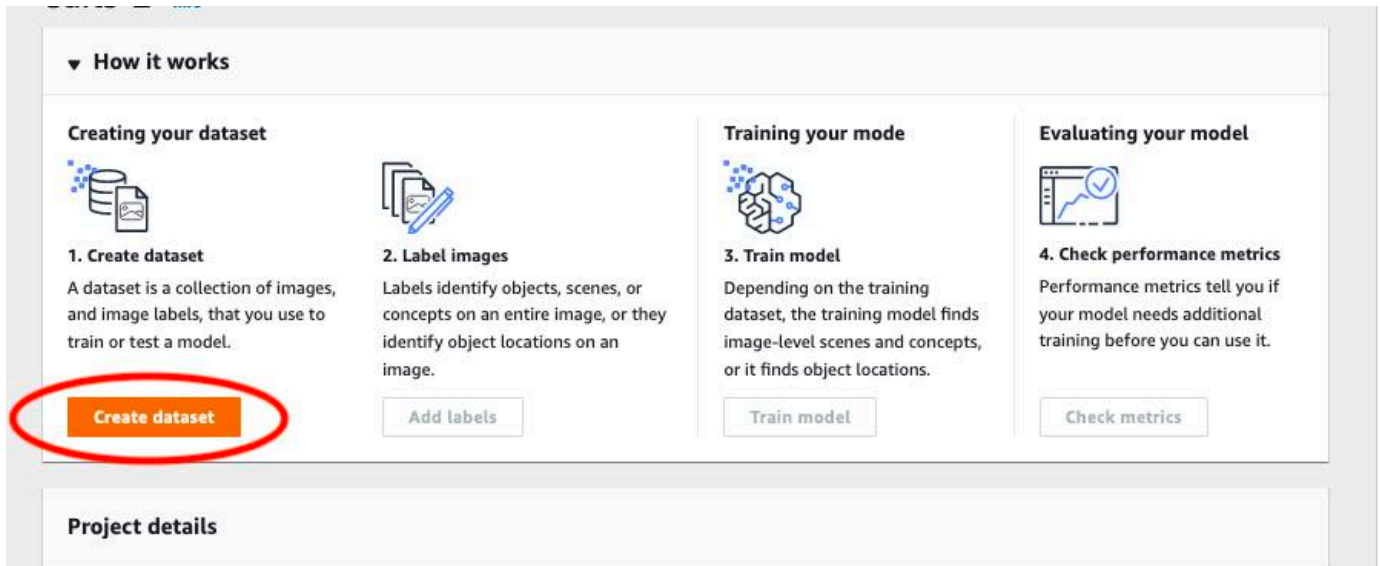 How it works
Creating your dataset
1. Create dataset
A dataset is a collection of images,
and image labels, that you use to
train or test a model.
Create dataset
2. Label images
Labels identify objects, scenes, or
concepts on an entire image, or they
identify object locations on an
image.
Add labels
Training your mode
3. Train model
Depending on the training
dataset, the training model finds
image-level scenes and concepts,
or it finds object locations.
Train model
Evaluating your model
4. Check performance metrics
Performance metrics tell you if
your model needs additional
training before you can use it.
Check metrics
Project details